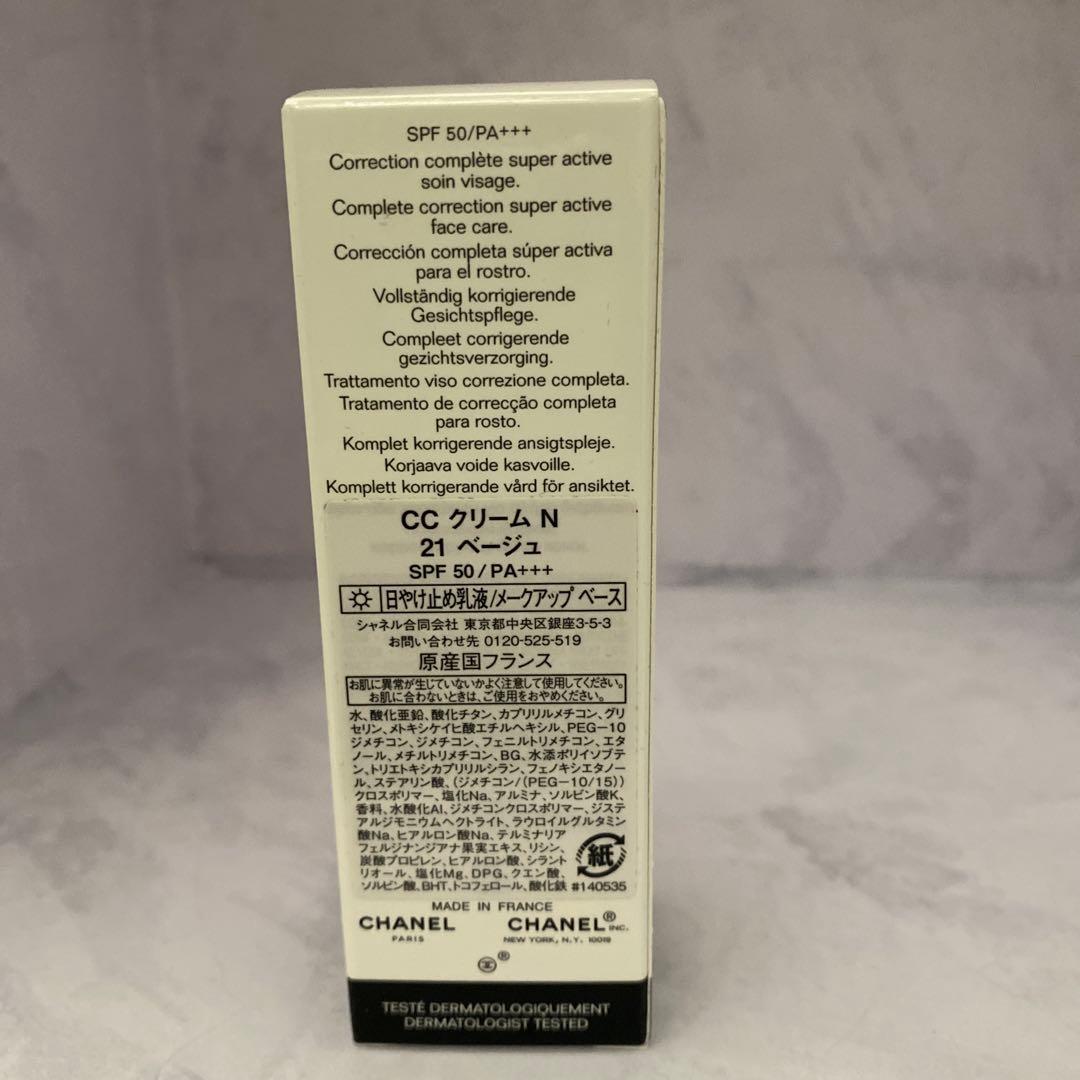 SPF 50/PA+++
Correction complète super active
soin visage.
Complete correction super active
face care.
Corrección completa súper activa
para el rostro.
Vollständig korrigierende
Gesichtspflege.
Compleet corrigerende
gezichtsverzorging.
Trattamento viso correzione completa.
Tratamento de correcção completa
para rosto.
Komplet korrigerende ansigtspleje.
Korjaava voide kasvoille.
Komplett korrigerande vård för ansiktet.
CC クリーム N
21 ベージュ
SPF 50/PA+++
日やけ止め乳液/メークアップ ベース
シャネル合同会社 東京都中央区銀座3-5-3
お問い合わせ先 0120-525-519
原産国フランス
お肌に異常が生じていないかよく注意して使用してください。
お肌に合わないときは、ご使用をおやめください。
水、酸化亜鉛、酸化チタン、カプリリルメチコン、グリ
セリン、メトキシケイヒ酸エチルヘキシル、PEG-10
ジメチコン、ジメチコン、フェニルトリメチコン、エタ
ノール、メチルトリメチコン、BG、水添ポリイソブテ
ン、トリエトキシカプリリルシラン、フェノキシエタノー
ル、ステアリン酸、(ジメチコン/(PEG-10/15))
クロスポリマー、塩化Na、アルミナ、ソルビン酸K、
香料、水酸化Al、ジメチコンクロスポリマー、ジステ
アルジモニウムヘクトライト、ラウロイルグルタミン
酸Na、ヒアルロン酸Na、テルミナリア
フェルジナンジアナ果実エキス、リシン、
炭酸プロピレン、ヒアルロン酸、シラント
リオール、塩化Mg、DPG、クエン酸、
ソルビン酸、BHT、トコフェロール、酸化鉄 #140535
紙
MADE IN FRANCE
CHANEL CHANEL® INC.
PARIS NEW YORK, N.Y. 10019
®
TESTÉ DERMATOLOGIQUEMENT
DERMATOLOGIST TESTED